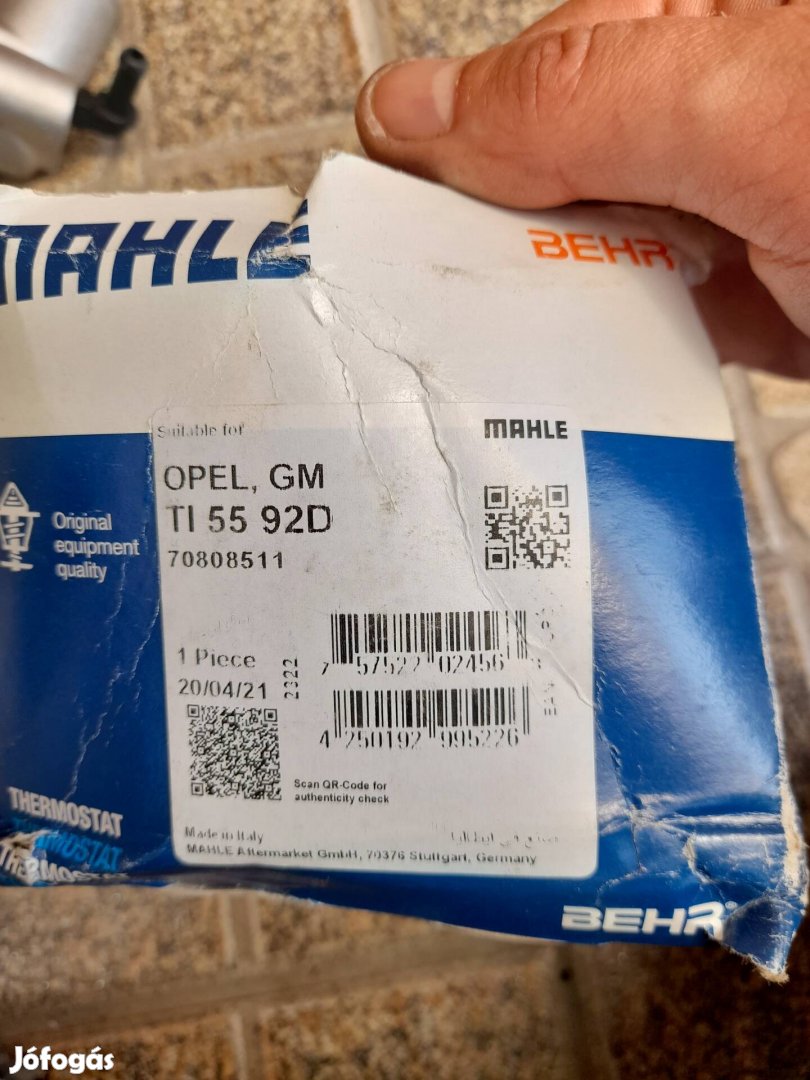 MAHLE
BEHR
Suitable for
MAHLE
OPEL, GM
TI 55 92D
70808511
Original
equipment
quality
1 Piece
20/04/21
2322
7 57522 02456 3
4 250192 995226
Scan QR-Code for
authenticity check
THERMOSTAT
THERMOSTAT
Made in Italy
MAHLE Aftermarket GmbH, 70376 Stuttgart, Germany
BEHR®
Jófogás